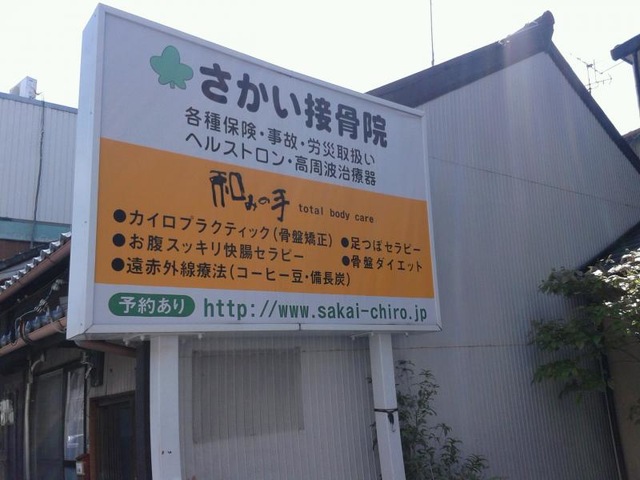 さかい接骨院
各種保険・事故・労災取扱い
ヘルストロン・高周波治療器
和みの手 total body care
●カイロプラクティック(骨盤矯正) ●足つぼセラピー
●お腹スッキリ快腸セラピー ●骨盤ダイエット
●遠赤外線療法(コーヒー豆・備長炭)
予約あり http://www.sakai-chiro.jp